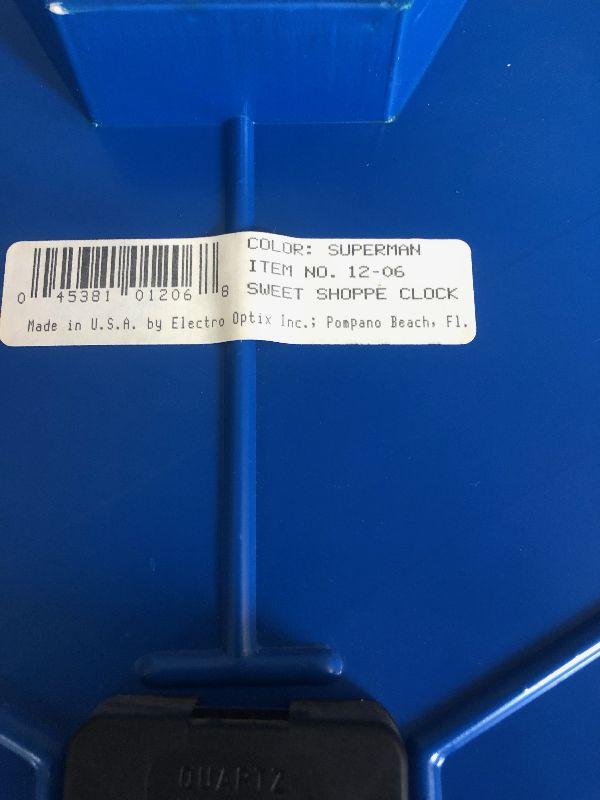 COLOR: SUPERMAN
ITEM NO. 12-06
SWEET SHOPPE CLOCK
0 45381 01206 8
Made in U.S.A. by Electro Optix Inc.; Pompano Beach, Fl.
QUARTZ